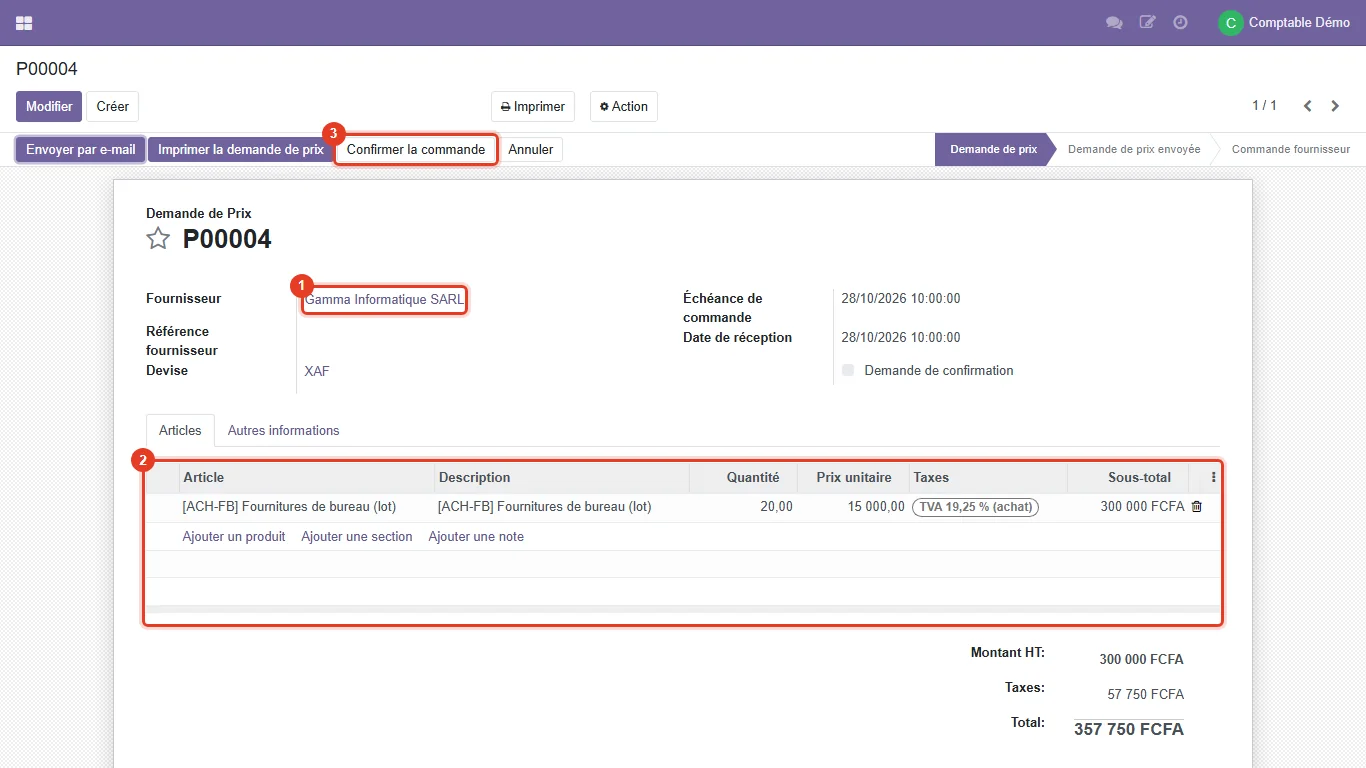 C Comptable Démo
P00004
Modifier Créer Imprimer Action 1 / 1
3
Envoyer par e-mail Imprimer la demande de prix Confirmer la commande Annuler Demande de prix Demande de prix envoyée Commande fournisseur
Demande de Prix
P00004
1
Fournisseur Gamma Informatique SARL Échéance de commande 28/10/2026 10:00:00
Référence fournisseur Date de réception 28/10/2026 10:00:00
Devise XAF Demande de confirmation
Articles Autres informations
2
Article Description Quantité Prix unitaire Taxes Sous-total
[ACH-FB] Fournitures de bureau (lot) [ACH-FB] Fournitures de bureau (lot) 20,00 15 000,00 TVA 19,25 % (achat) 300 000 FCFA
Ajouter un produit Ajouter une section Ajouter une note
Montant HT: 300 000 FCFA
Taxes: 57 750 FCFA
Total: 357 750 FCFA